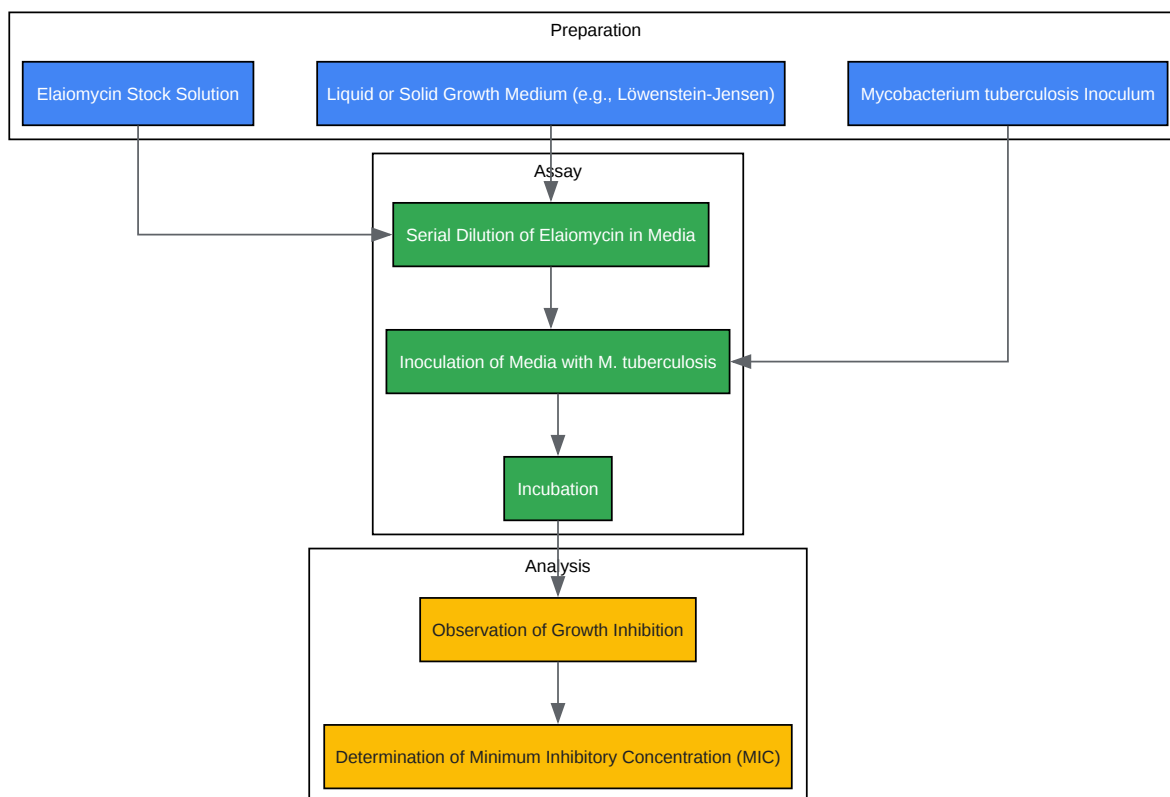 Preparation
Elaiomycin Stock Solution
Liquid or Solid Growth Medium (e.g., Löwenstein-Jensen)
Mycobacterium tuberculosis Inoculum
Assay
Serial Dilution of Elaiomycin in Media
Inoculation of Media with M. tuberculosis
Incubation
Analysis
Observation of Growth Inhibition
Determination of Minimum Inhibitory Concentration (MIC)